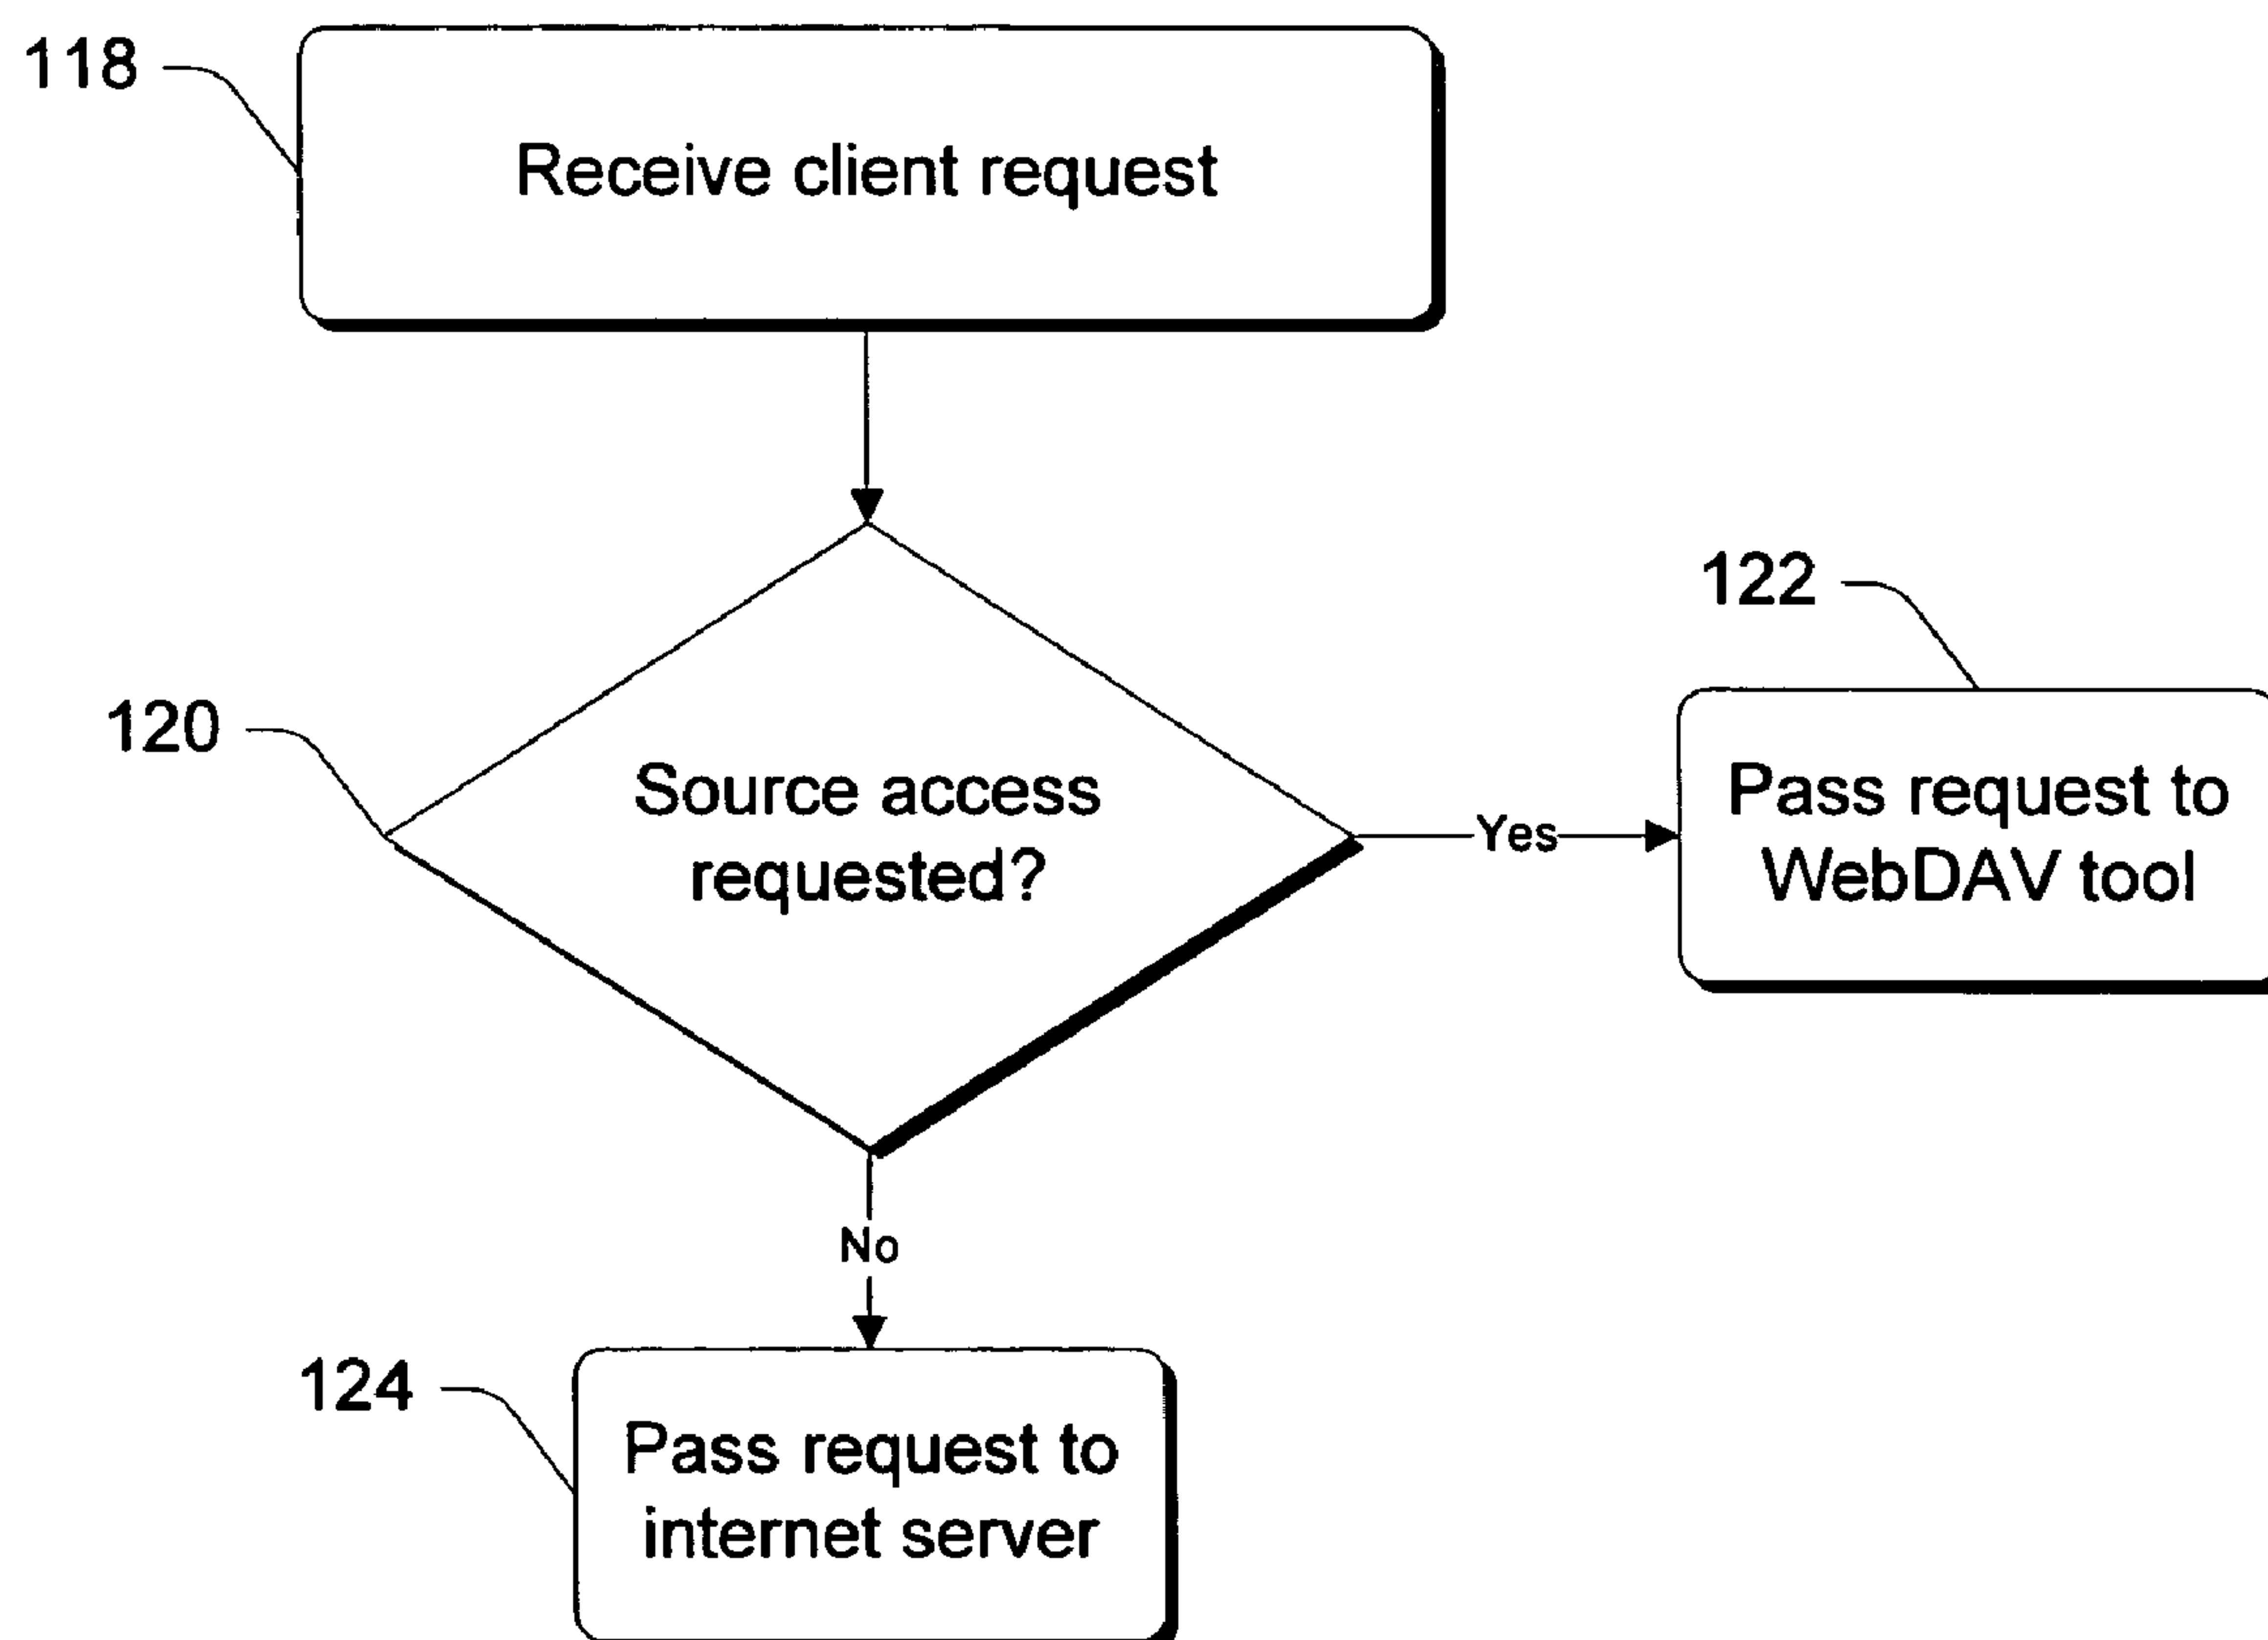 118
Receive client request
120
Source access
requested?
Yes
122
Pass request to
WebDAV tool
No
124
Pass request to
internet server